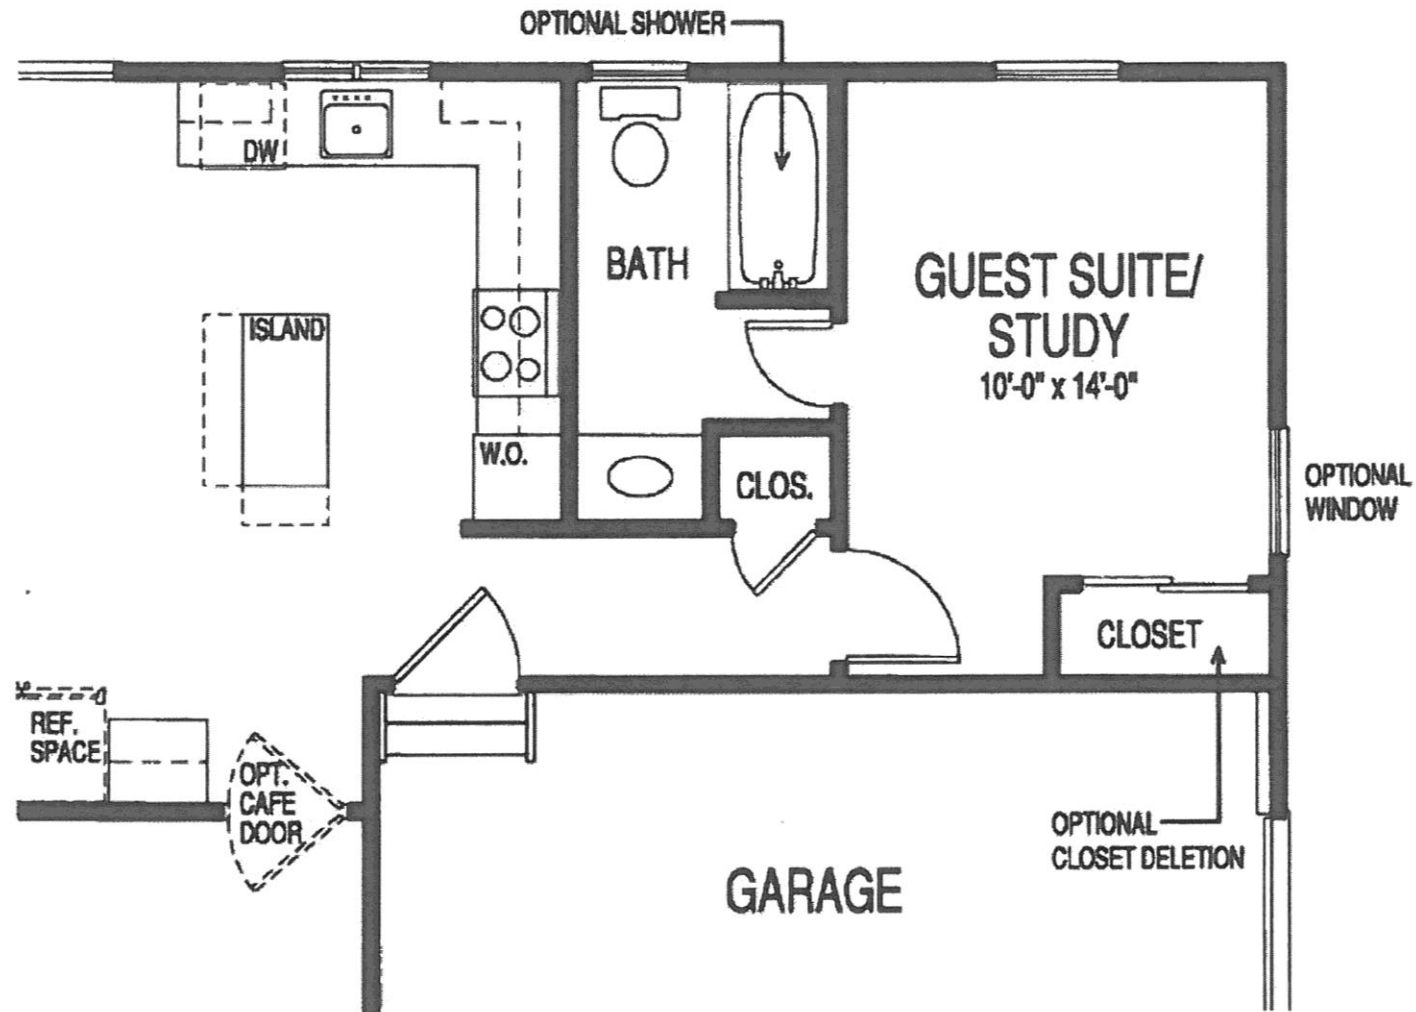 OPTIONAL SHOWER
DW
BATH
GUEST SUITE/
STUDY
10'-0" x 14'-0"
ISLAND
W.O.
CLOS.
OPTIONAL
WINDOW
CLOSET
REF.
SPACE
OPT.
CAFE
DOOR
OPTIONAL
CLOSET DELETION
GARAGE